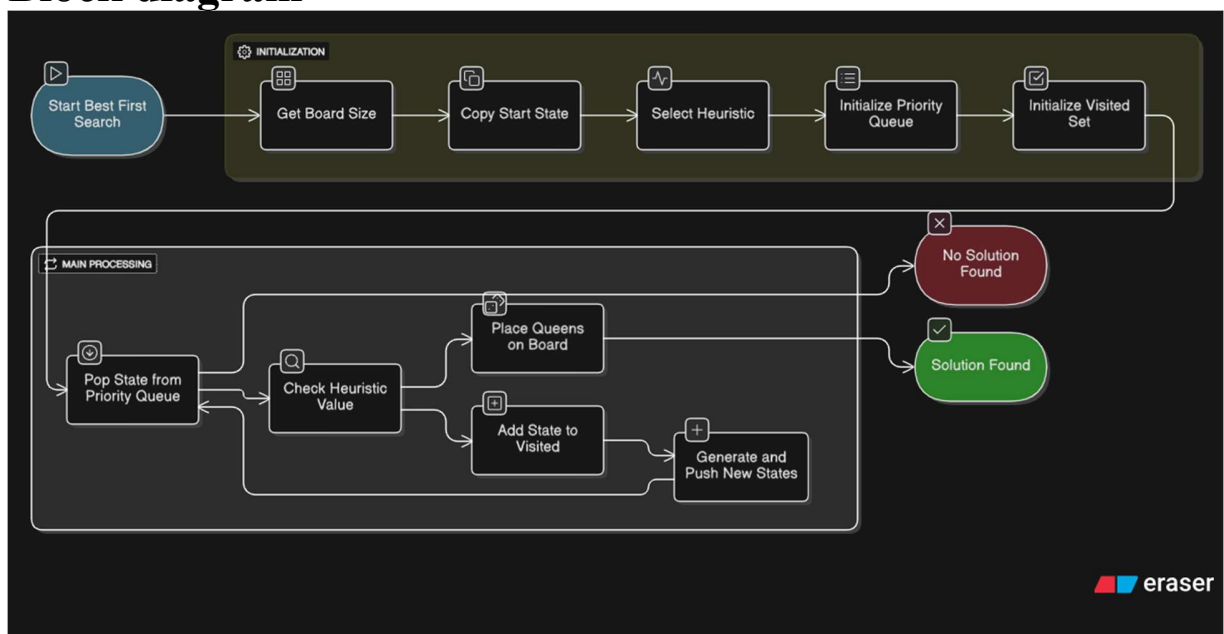 Block diagram
INITIALIZATION
Start Best First
Search
Get Board Size
Copy Start State
Select Heuristic
Initialize Priority
Queue
Initialize Visited
Set
No Solution
Found
MAIN PROCESSING
Place Queens
on Board
Solution Found
Pop State from
Priority Queue
Check Heuristic
Value
Add State to
Visited
Generate and
Push New States
eraser